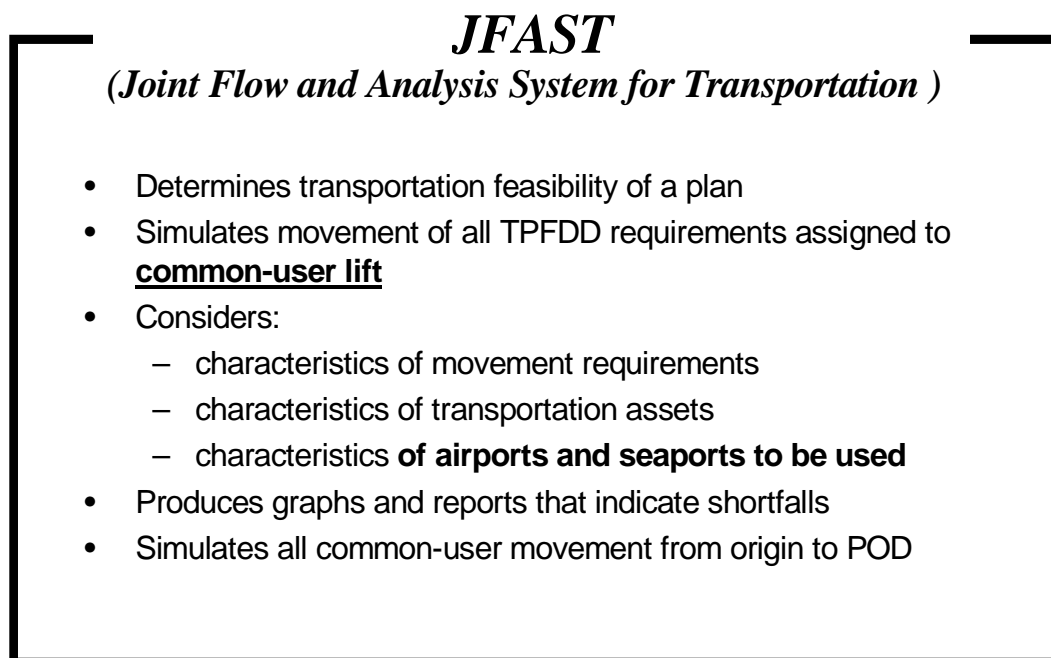 JFAST
(Joint Flow and Analysis System for Transportation )
• Determines transportation feasibility of a plan
• Simulates movement of all TPFDD requirements assigned to
common-user lift
• Considers:
– characteristics of movement requirements
– characteristics of transportation assets
– characteristics of airports and seaports to be used
• Produces graphs and reports that indicate shortfalls
• Simulates all common-user movement from origin to POD